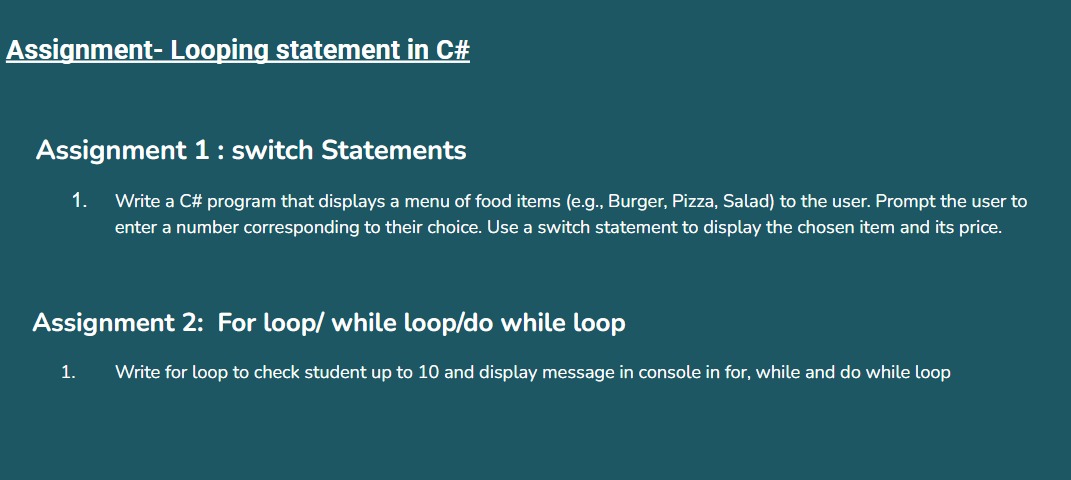 Assignment- Looping statement in C#
Assignment 1 : switch Statements
1. Write a C# program that displays a menu of food items (e.g., Burger, Pizza, Salad) to the user. Prompt the user to
enter a number corresponding to their choice. Use a switch statement to display the chosen item and its price.
Assignment 2: For loop/ while loop/do while loop
1. Write for loop to check student up to 10 and display message in console in for, while and do while loop